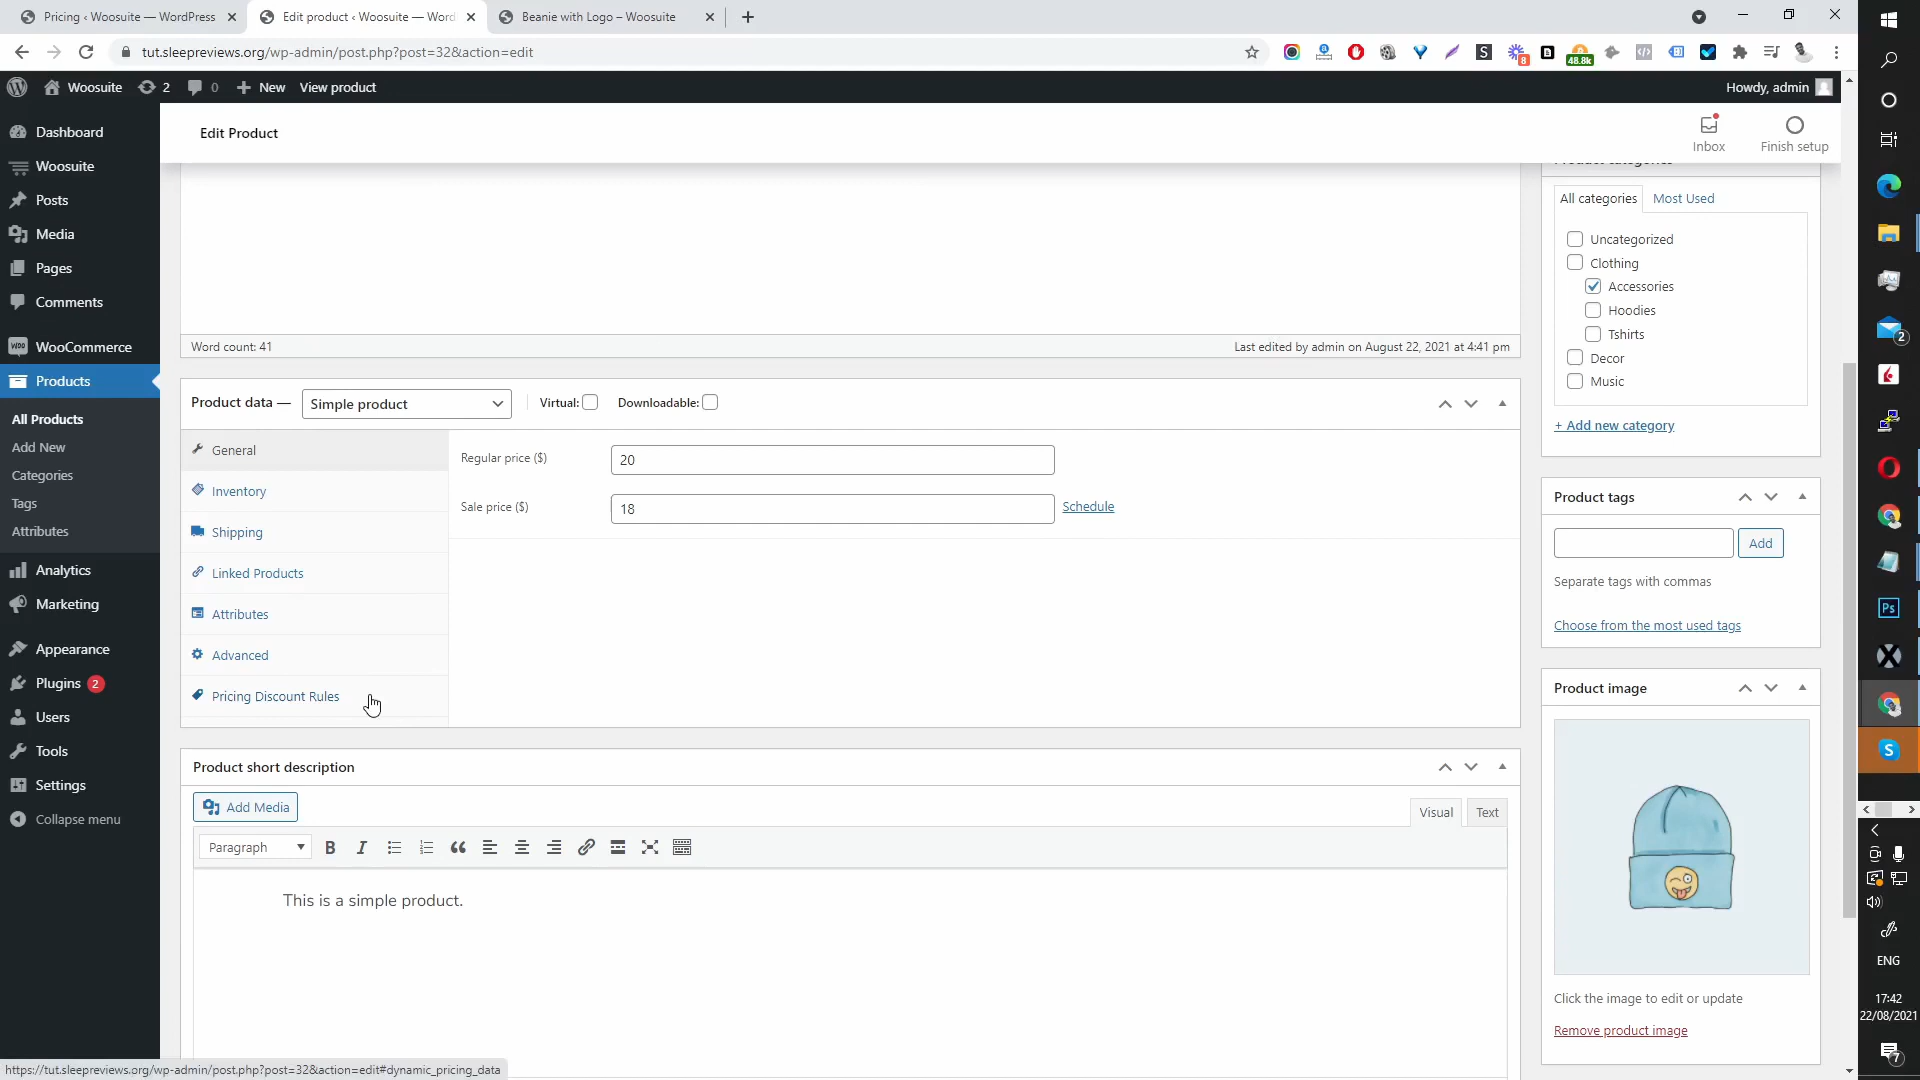 Pricing ‹ Woosuite — WordPress
Edit product ‹ Woosuite — Word
Beanie with Logo – Woosuite
tut.sleepreviews.org/wp-admin/post.php?post=32&action=edit
8
48.8k
Woosuite
2
0
New
View product
Howdy, admin
Edit Product
Inbox
Finish setup
Dashboard
Woosuite
Posts
Media
Pages
Comments
WooCommerce
Products
All Products
Add New
Categories
Tags
Attributes
Analytics
Marketing
Appearance
Plugins 2
Users
Tools
Settings
Collapse menu
Word count: 41
Last edited by admin on August 22, 2021 at 4:41 pm
Product data —
Simple product
Virtual:
Downloadable:
General
Inventory
Shipping
Linked Products
Attributes
Advanced
Pricing Discount Rules
Regular price ($)
20
Sale price ($)
18
Schedule
Product short description
Add Media
Visual
Text
Paragraph
B
I
This is a simple product.
All categories
Most Used
Uncategorized
Clothing
Accessories
Hoodies
Tshirts
Decor
Music
+ Add new category
Product tags
Add
Separate tags with commas
Choose from the most used tags
Product image
Click the image to edit or update
Remove product image
https://tut.sleepreviews.org/wp-admin/post.php?post=32&action=edit#dynamic_pricing_data
2
Ps
S
ENG
17:42
22/08/2021
7